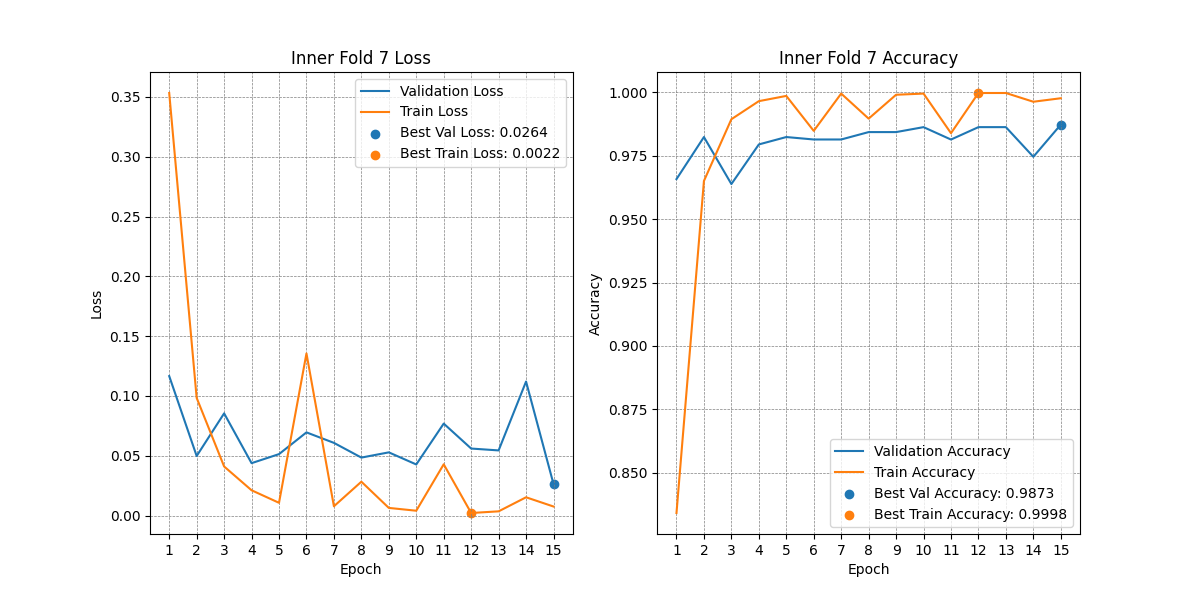 Inner Fold 7 Loss
Validation Loss
Train Loss
Best Val Loss: 0.0264
Best Train Loss: 0.0022
0.35
0.30
0.25
0.20
0.15
0.10
0.05
0.00
Loss
1 2 3 4 5 6 7 8 9 10 11 12 13 14 15
Epoch
Inner Fold 7 Accuracy
1.000
0.975
0.950
0.925
0.900
0.875
0.850
Accuracy
Validation Accuracy
Train Accuracy
Best Val Accuracy: 0.9873
Best Train Accuracy: 0.9998
1 2 3 4 5 6 7 8 9 10 11 12 13 14 15
Epoch